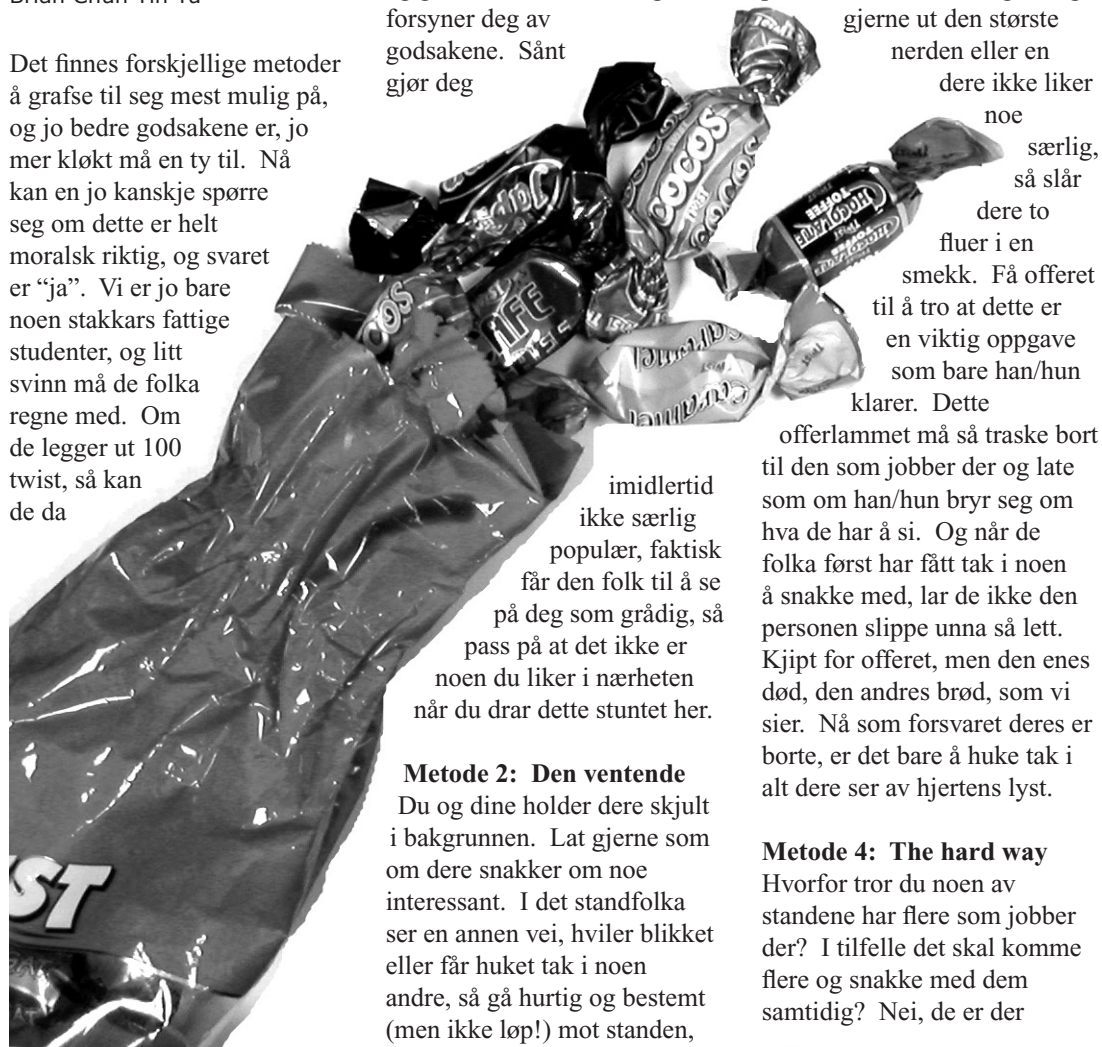 Brian Chun-Yin Tu
Det finnes forskjellige metoder
å grafse til seg mest mulig på,
og jo bedre godsakene er, jo
mer kløkt må en ty til. Nå
kan en jo kanskje spørre
seg om dette er helt
moralsk riktig, og svaret
er “ja”. Vi er jo bare
noen stakkars fattige
studenter, og litt
svinn må de folka
regne med. Om
de legger ut 100
twist, så kan
de da
forsyner deg av
godsakene. Sånt
gjør deg
imidlertid
ikke særlig
populær, faktisk
får den folk til å se
på deg som grådig, så
pass på at det ikke er
noen du liker i nærheten
når du drar dette stuntet her.
Metode 2: Den ventende
Du og dine holder dere skjult
i bakgrunnen. Lat gjerne som
om dere snakker om noe
interessant. I det standfolka
ser en annen vei, hviler blikket
eller får huket tak i noen
andre, så gå hurtig og bestemt
(men ikke løp!) mot standen,
gjerne ut den største
nerden eller en
dere ikke liker
noe
særlig,
så slår
dere to
fluer i en
smekk. Få offeret
til å tro at dette er
en viktig oppgave
som bare han/hun
klarer. Dette
offerlammet må så traske bort
til den som jobber der og late
som om han/hun bryr seg om
hva de har å si. Og når de
folka først har fått tak i noen
å snakke med, lar de ikke den
personen slippe unna så lett.
Kjipt for offeret, men den enes
død, den andres brød, som vi
sier. Nå som forsvaret deres er
borte, er det bare å huke tak i
alt dere ser av hjertens lyst.
Metode 4: The hard way
Hvorfor tror du noen av
standene har flere som jobber
der? I tilfelle det skal komme
flere og snakke med dem
samtidig? Nei, de er der
Japp
COCOS
COCOS
CHOCOLATE
TOFFEE
Caramel
Caramel
IST